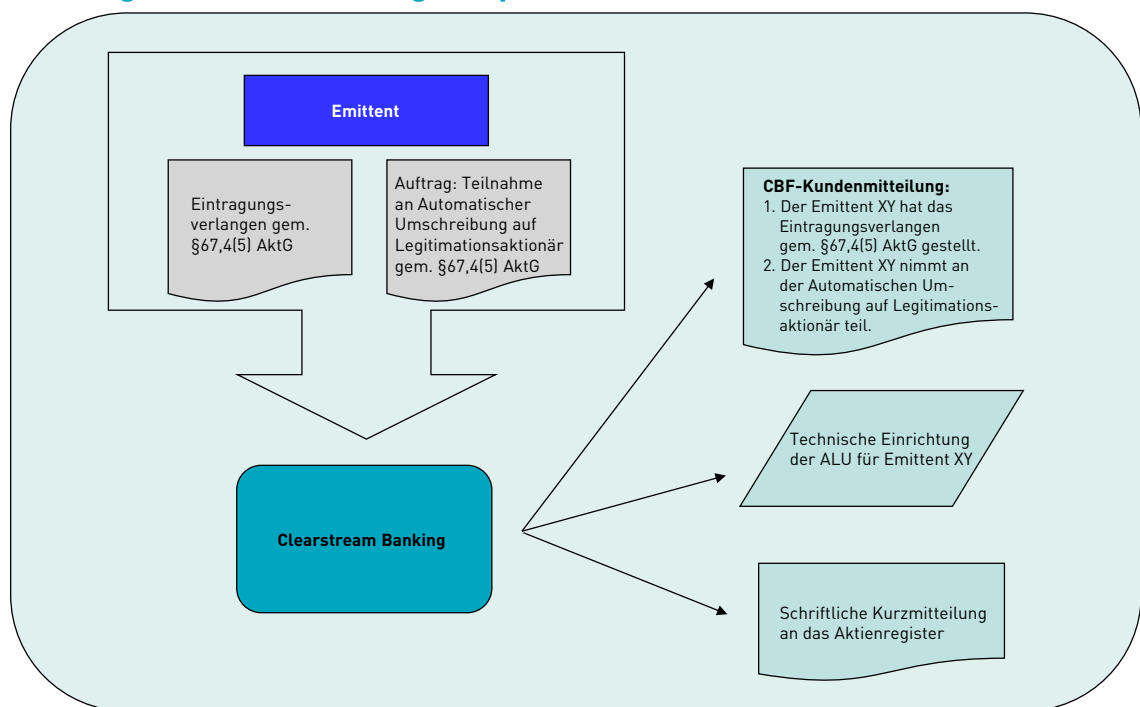 Emittent
Eintragungs-
verlangen gem.
§67,4(5) AktG
Auftrag: Teilnahme
an Automatischer
Umschreibung auf
Legitimationsaktionär
gem. §67,4(5) AktG
CBF-Kundenmitteilung:
1. Der Emittent XY hat das
Eintragungsverlangen
gem. §67,4(5) AktG gestellt.
2. Der Emittent XY nimmt an
der Automatischen Um-
schreibung auf Legitimations-
aktionär teil.
Technische Einrichtung
der ALU für Emittent XY
Clearstream Banking
Schriftliche Kurzmitteilung
an das Aktienregister